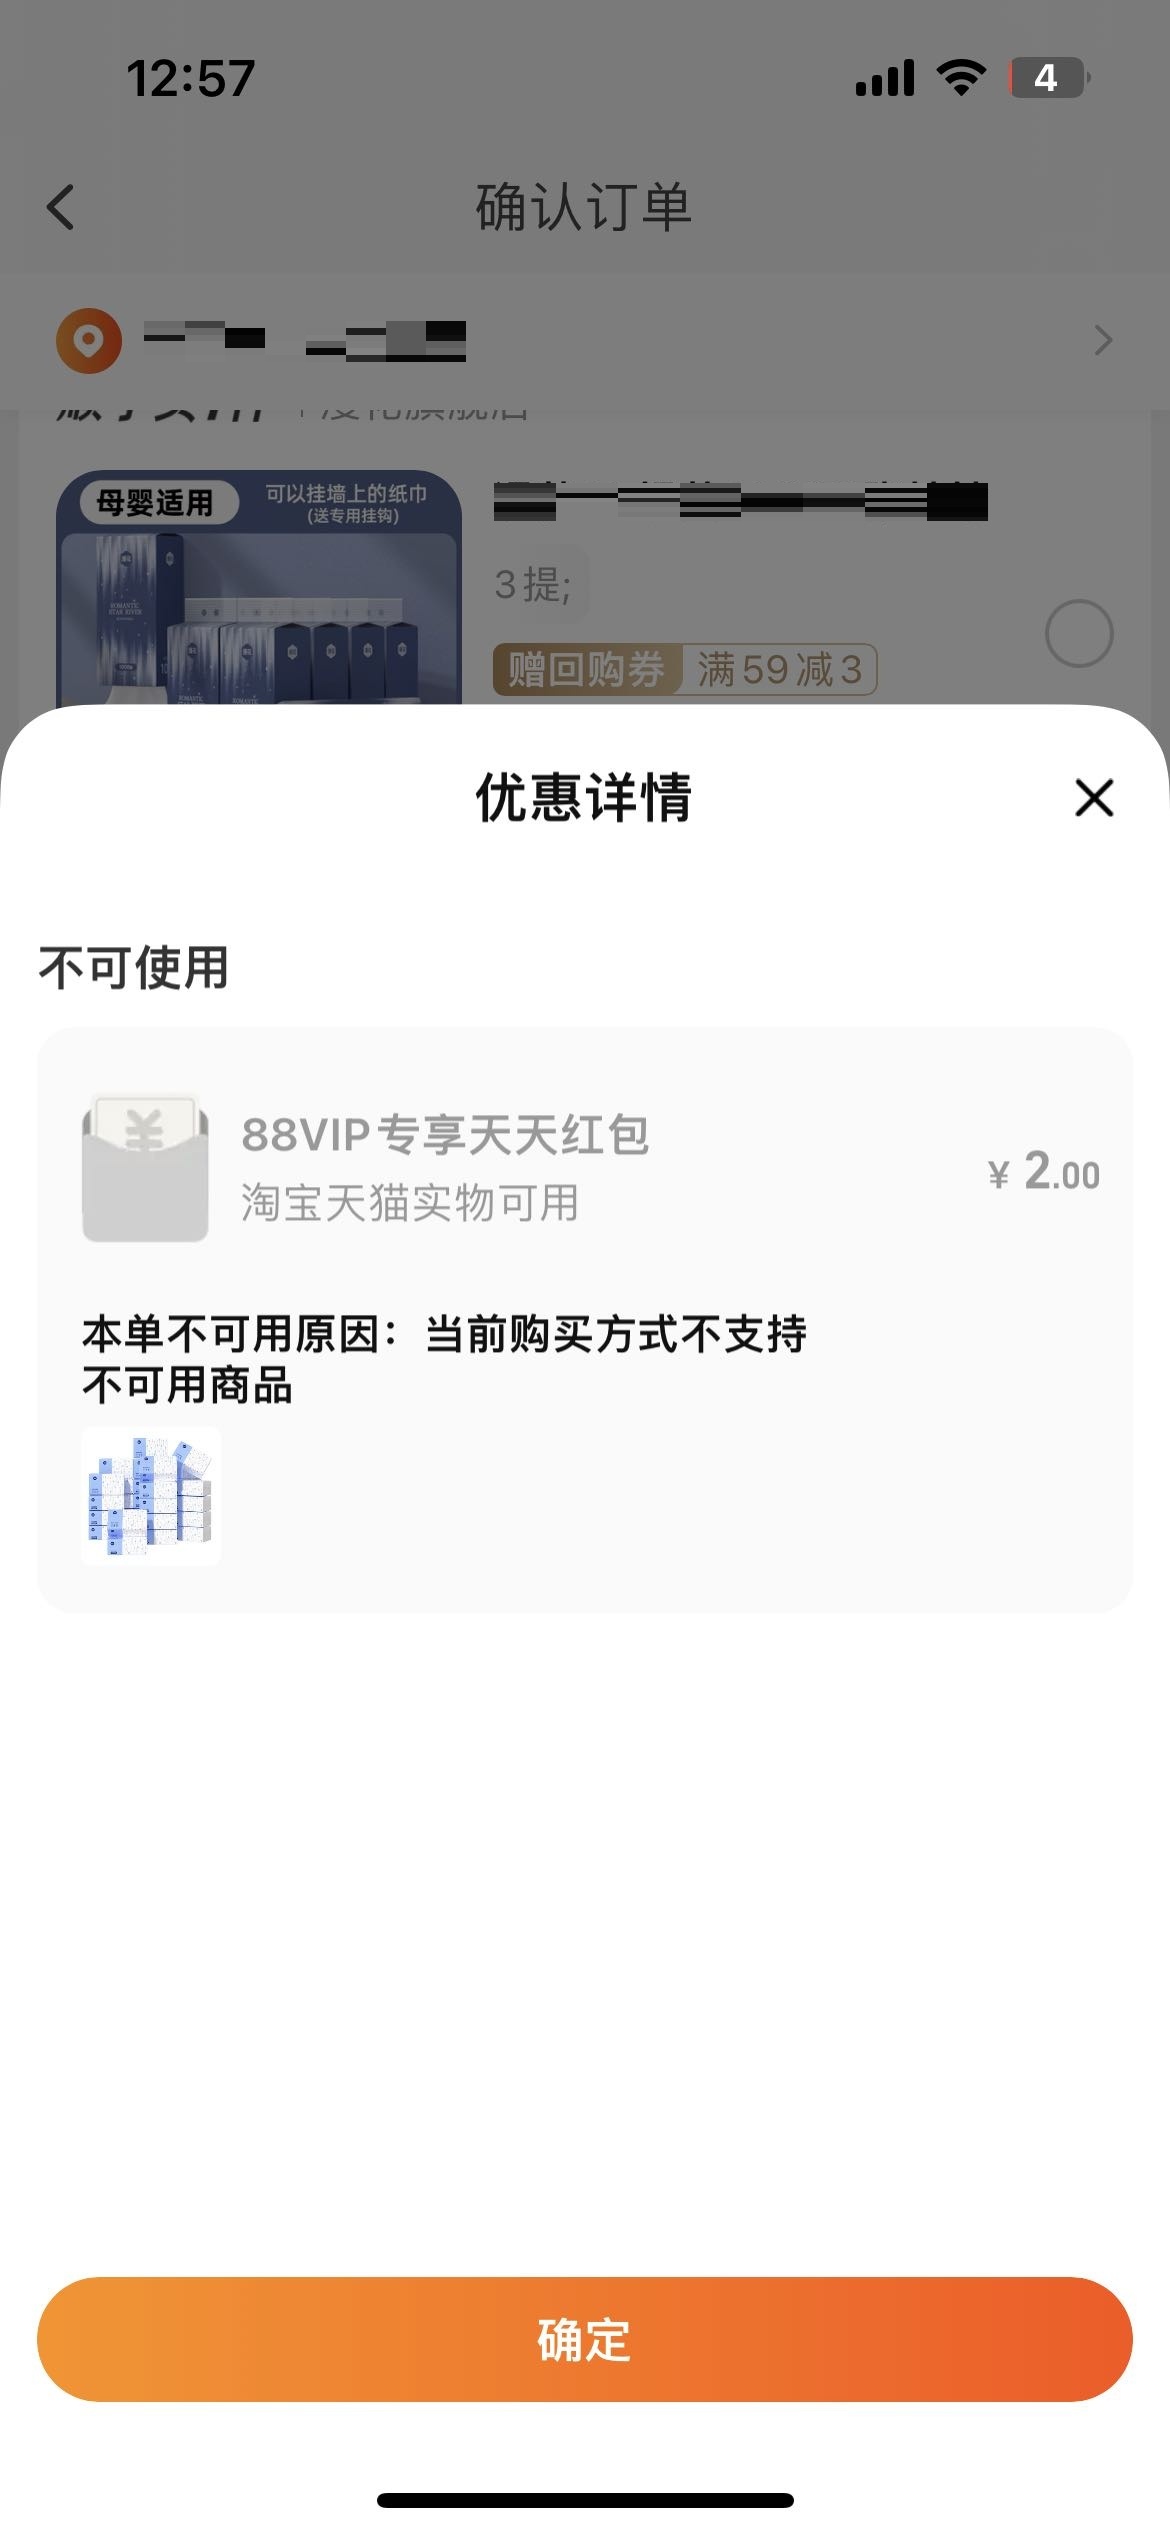 12:57
4
确认订单
母婴适用
可以挂墙上的纸巾
(送专用挂钩)
ROMANTIC
STAR RIVER
3提;
赠回购券 满59减3
优惠详情
不可使用
88VIP专享天天红包
淘宝天猫实物可用
¥ 2.00
本单不可用原因：当前购买方式不支持
不可用商品
确定